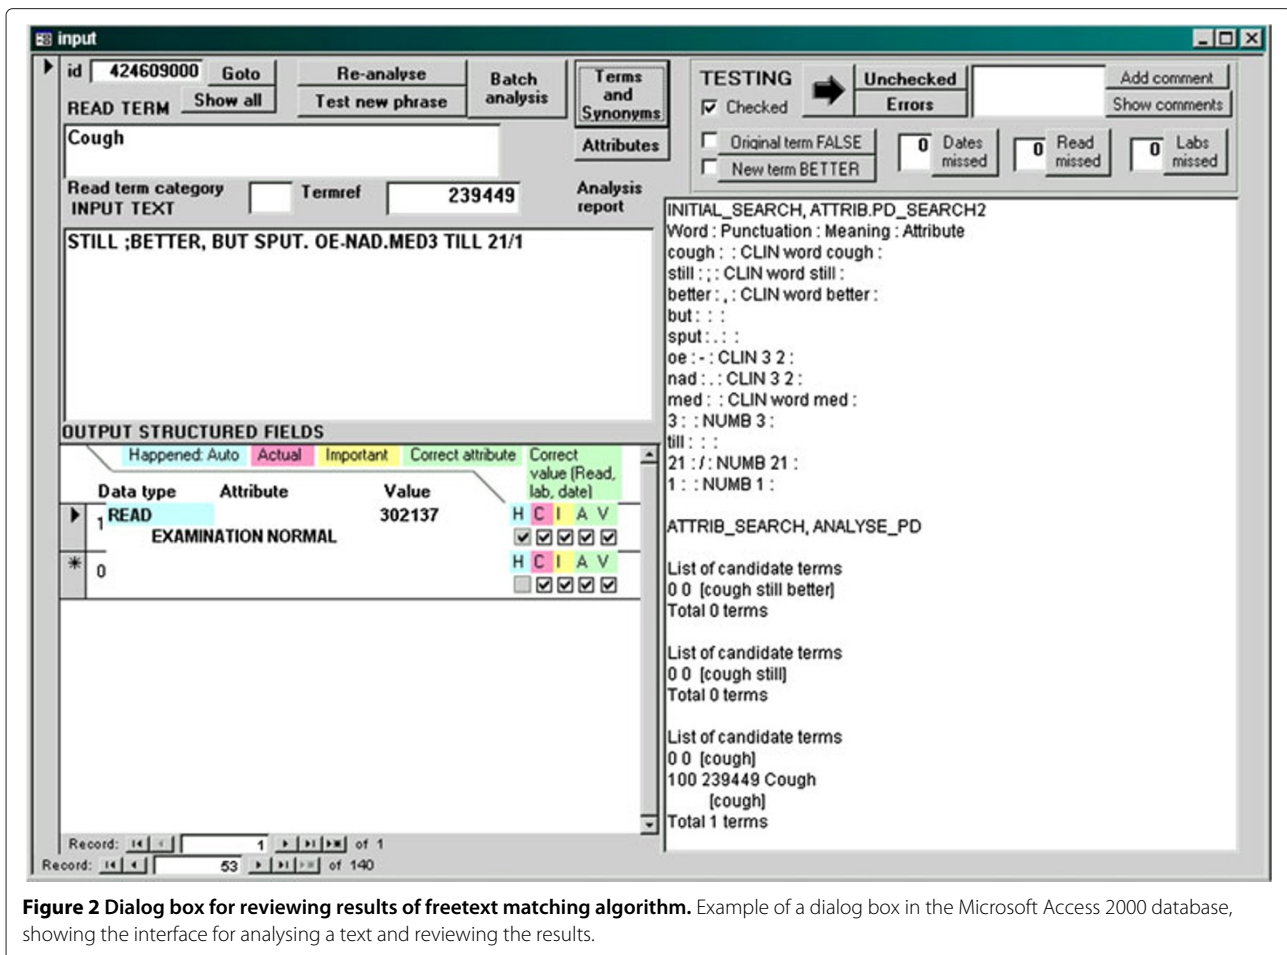 input
id 424609000 Goto Re-analyse Batch analysis Terms and Synonyms TESTING Unchecked Add comment
READ TERM Show all Test new phrase Checked Errors Show comments
Cough Attributes Original term FALSE 0 Dates missed 0 Read missed 0 Labs missed
New term BETTER
Read term category Termref 239449 Analysis report
INPUT TEXT
STILL ;BETTER, BUT SPUT. OE-NAD.MED3 TILL 21/1
OUTPUT STRUCTURED FIELDS
Happened: Auto Actual Important Correct attribute Correct value (Read, lab, date)
Data type Attribute Value
1 READ 302137 H C I A V
EXAMINATION NORMAL
0 H C I A V
Record: 1 of 1
Record: 53 of 140
INITIAL_SEARCH, ATTRIB.PD_SEARCH2
Word : Punctuation : Meaning : Attribute
cough : : CLIN word cough :
still : ; : CLIN word still :
better : , : CLIN word better :
but : : :
sput : . : :
oe : - : CLIN 3 2 :
nad : . : CLIN 3 2 :
med : : CLIN word med :
3 : : NUMB 3 :
till : : :
21 : / : NUMB 21 :
1 : : NUMB 1 :
ATTRIB_SEARCH, ANALYSE_PD
List of candidate terms
0 0 [cough still better]
Total 0 terms
List of candidate terms
0 0 [cough still]
Total 0 terms
List of candidate terms
0 0 [cough]
100 239449 Cough
[cough]
Total 1 terms
Figure 2 Dialog box for reviewing results of freetext matching algorithm. Example of a dialog box in the Microsoft Access 2000 database,
showing the interface for analysing a text and reviewing the results.